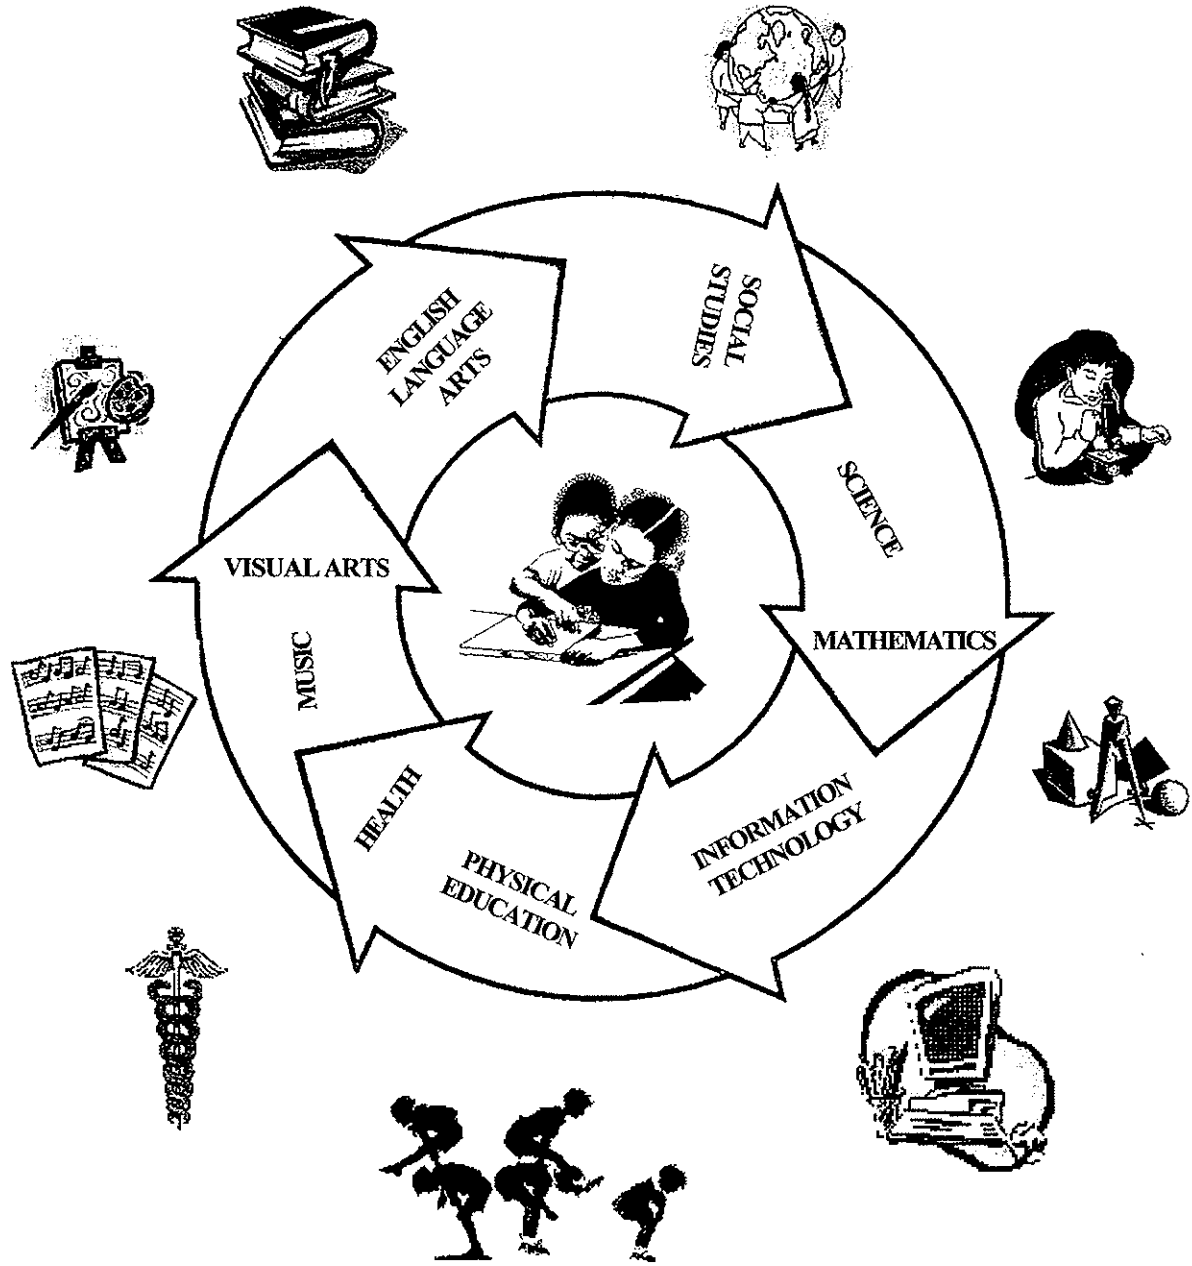 ENGLISH
LANGUAGE
ARTS
SOCIAL
STUDIES
SCIENCE
MATHEMATICS
INFORMATION
TECHNOLOGY
PHYSICAL
EDUCATION
HEALTH
MUSIC
VISUAL ARTS